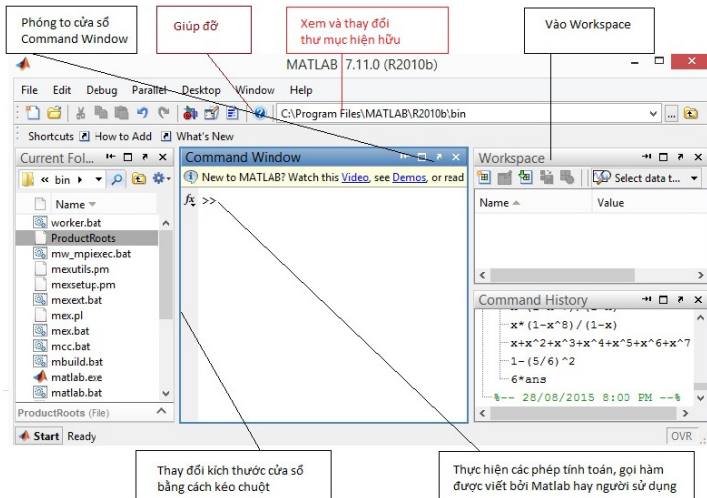 Phóng to cửa sổ
Command Window
Giúp đỡ
Xem và thay đổi
thư mục hiện hữu
Vào Workspace
MATLAB 7.11.0 (R2010b)
File Edit Debug Parallel Desktop Window Help
C:\Program Files\MATLAB\R2010b\bin
Shortcuts How to Add What's New
Current Fol...
« bin
Name
worker.bat
ProductRoots
mw_mpiexec.bat
mexutils.pm
mexsetup.pm
mexext.bat
mex.pl
mex.bat
mcc.bat
mbuild.bat
matlab.exe
matlab.bat
ProductRoots (File)
Command Window
New to MATLAB? Watch this Video, see Demos, or read
fx >>
Workspace
Select data t...
Name Value
Command History
x*(1-x^8)/(1-x)
x+x^2+x^3+x^4+x^5+x^6+x^7
1-(5/6)^2
6*ans
%-- 28/08/2015 8:00 PM --%
Start Ready
OVR
Thay đổi kích thước cửa sổ
bằng cách kéo chuột
Thực hiện các phép tính toán, gọi hàm
được viết bởi Matlab hay người sử dụng